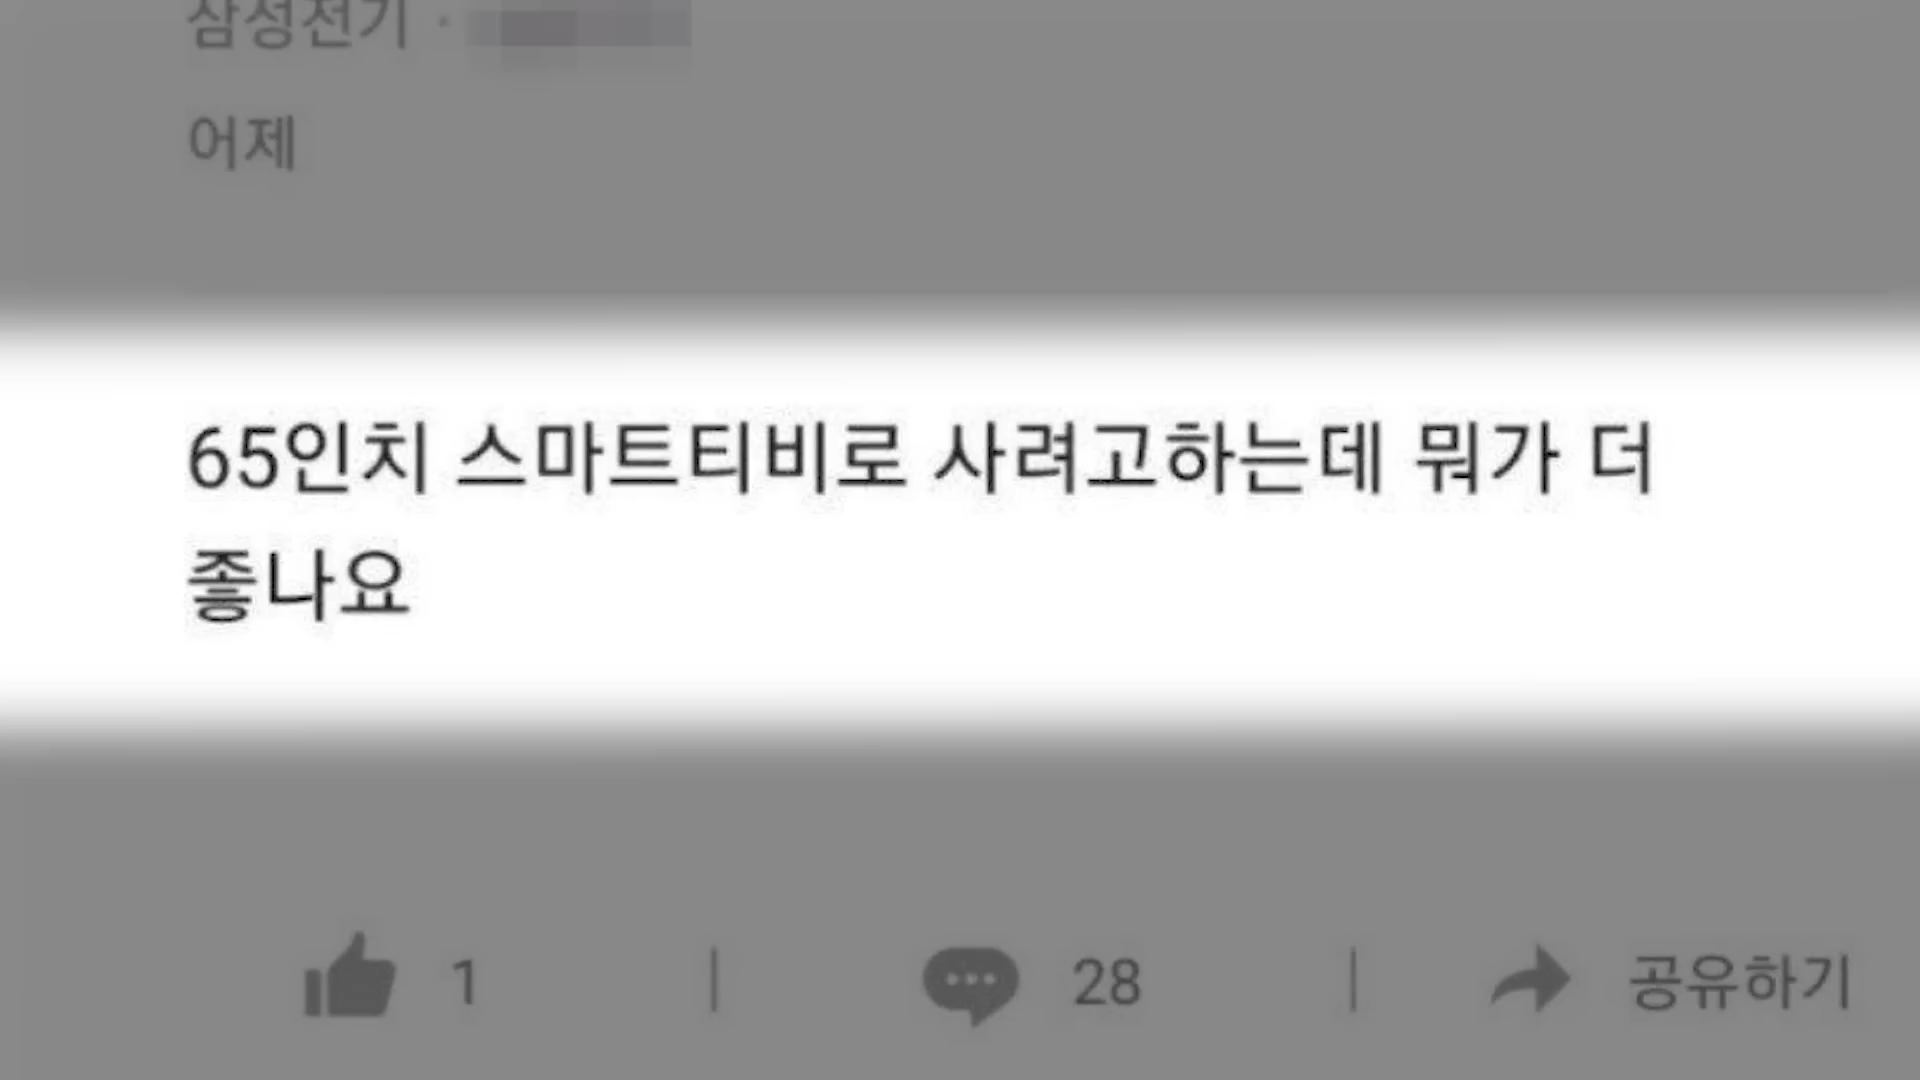 삼성전기 ·
어제
65인치 스마트티비로 사려고하는데 뭐가 더
좋나요
1 | 28 | 공유하기